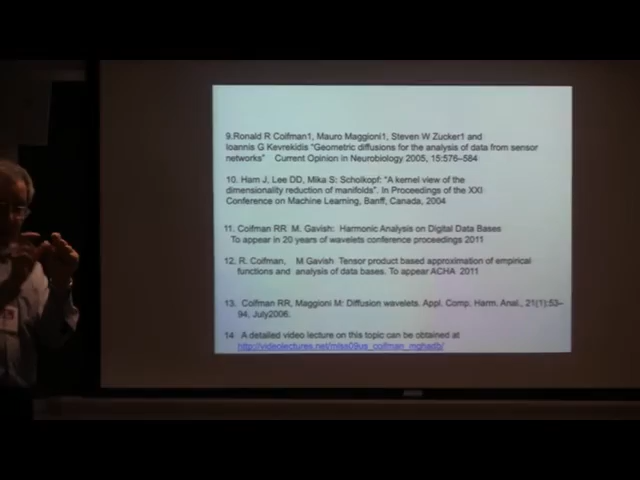 9.Ronald R Coifman1, Mauro Maggioni1, Steven W Zucker1 and
Ioannis G Kevrekidis "Geometric diffusions for the analysis of data from sensor
networks" Current Opinion in Neurobiology 2005, 15:576–584
10. Ham J, Lee DD, Mika S: Scholkopf: "A kernel view of the
dimensionality reduction of manifolds". In Proceedings of the XXI
Conference on Machine Learning, Banff, Canada, 2004
11. Coifman RR M. Gavish: Harmonic Analysis on Digital Data Bases
To appear in 20 years of wavelets conference proceedings 2011
12. R. Coifman, M Gavish Tensor product based approximation of empirical
functions and analysis of data bases. To appear ACHA 2011
13. Coifman RR, Maggioni M: Diffusion wavelets. Appl. Comp. Harm. Anal., 21(1):53–
94, July2006.
14 A detailed video lecture on this topic can be obtained at
http://videolectures.net/mlss09us_coifman_mghadb/